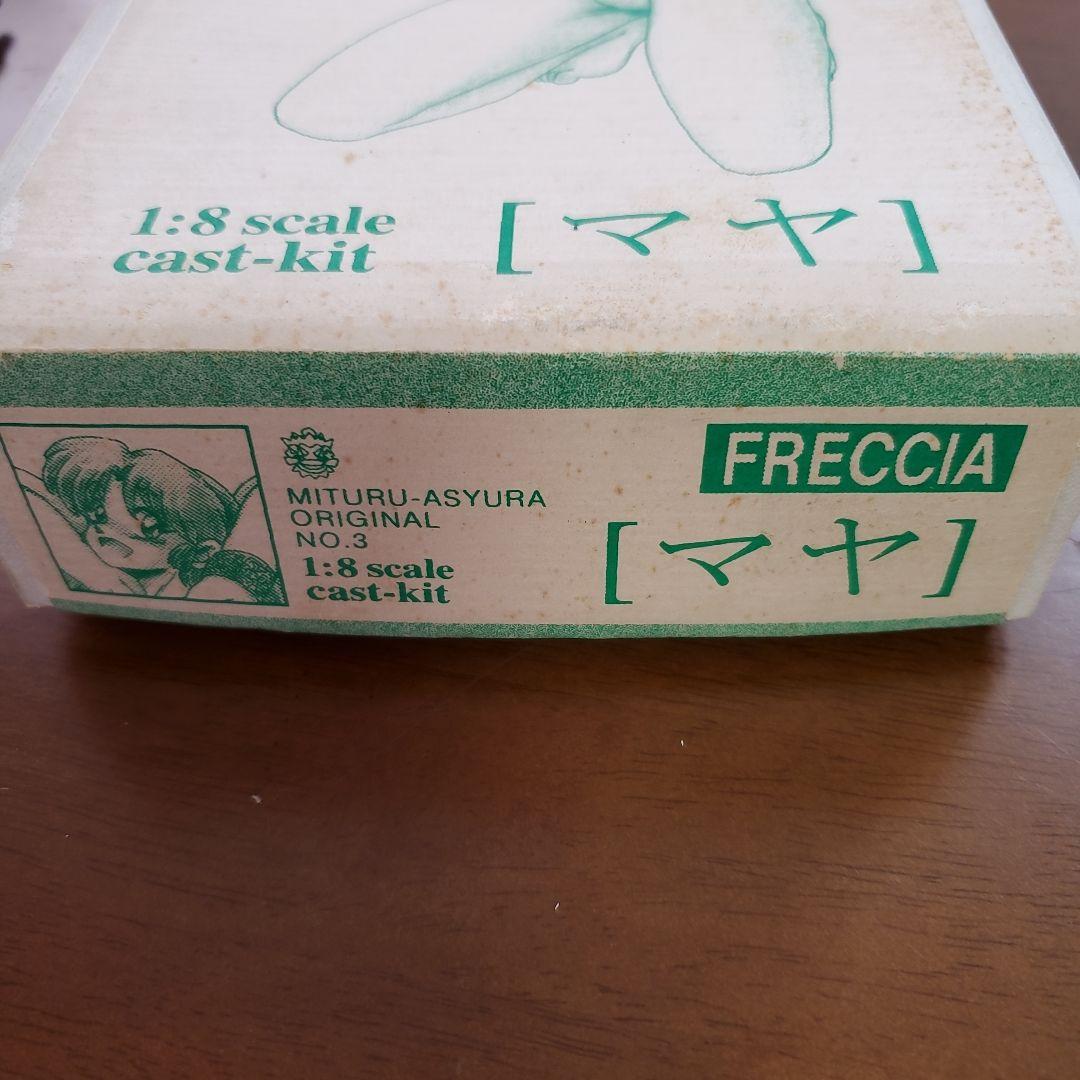 1:8 scale
cast-kit
[マヤ]
MITURU-ASYURA
ORIGINAL
NO.3
1:8 scale
cast-kit
FRECCIA
[マヤ]